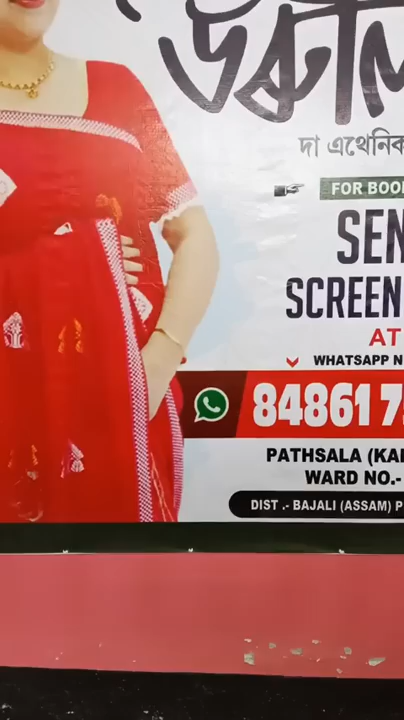 দা এথেনিক
FOR BOO
SEN
SCREEN
AT
WHATSAPP N
84861 7
PATHSALA (KA
WARD NO.-
DIST .- BAJALI (ASSAM) P